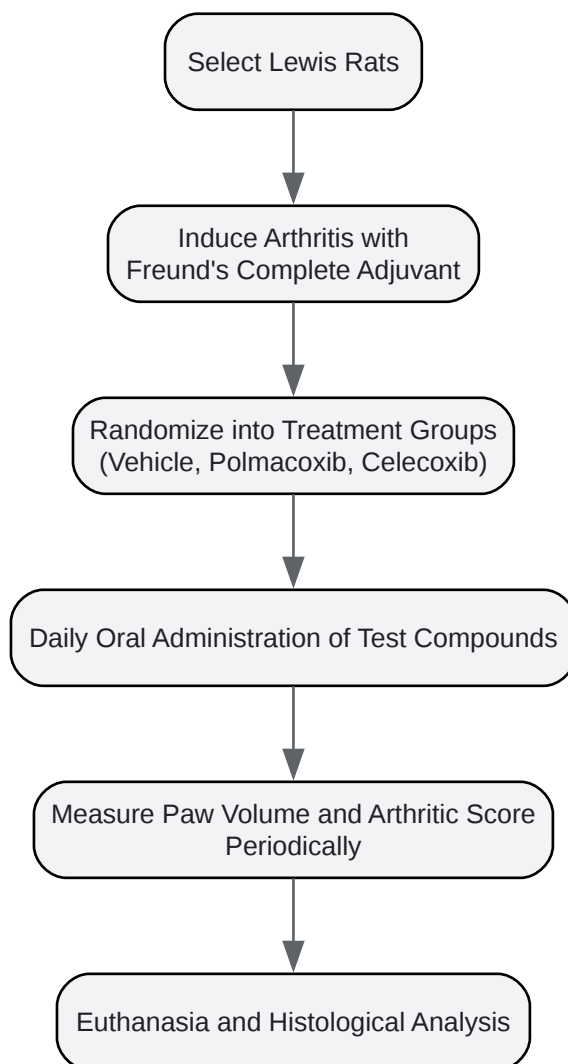 Select Lewis Rats
Induce Arthritis with
Freund's Complete Adjuvant
Randomize into Treatment Groups
(Vehicle, Polmacoxib, Celecoxib)
Daily Oral Administration of Test Compounds
Measure Paw Volume and Arthritic Score
Periodically
Euthanasia and Histological Analysis